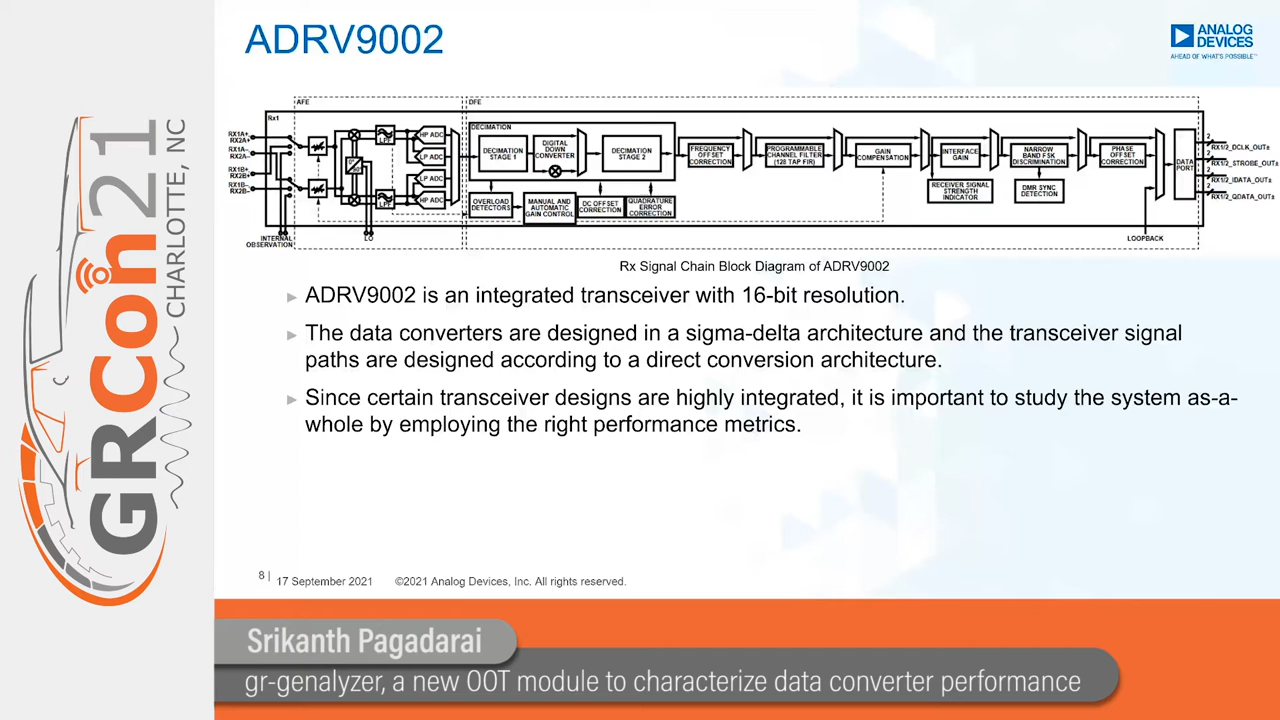 ADRV9002
ANALOG
DEVICES
AHEAD OF WHAT'S POSSIBLE™
AFE
DFE
Rx1
RX1A+
RX2A+
RX1A–
RX2A–
RX1B+
RX2B+
RX1B–
RX2B–
INTERNAL
OBSERVATION
LPF
LPF
LO
HP ADC
LP ADC
LP ADC
HP ADC
DECIMATION
DECIMATION
STAGE 1
DIGITAL
DOWN
CONVERTER
DECIMATION
STAGE 2
OVERLOAD
DETECTORS
MANUAL AND
AUTOMATIC
GAIN CONTROL
DC OFFSET
CORRECTION
QUADRATURE
ERROR
CORRECTION
FREQUENCY
OFFSET
CORRECTION
PROGRAMMABLE
CHANNEL FILTER
(128 TAP FIR)
GAIN
COMPENSATION
INTERFACE
GAIN
RECEIVER SIGNAL
STRENGTH
INDICATOR
NARROW
BAND FSK
DISCRIMINATION
DMR SYNC
DETECTION
PHASE
OFFSET
CORRECTION
LOOPBACK
DATA
PORT
2
RX1/2_DCLK_OUT±
2
RX1/2_STROBE_OUT±
2
RX1/2_IDATA_OUT±
2
RX1/2_QDATA_OUT±
Rx Signal Chain Block Diagram of ADRV9002
ADRV9002 is an integrated transceiver with 16-bit resolution.
The data converters are designed in a sigma-delta architecture and the transceiver signal
paths are designed according to a direct conversion architecture.
Since certain transceiver designs are highly integrated, it is important to study the system as-a-
whole by employing the right performance metrics.
8 | 17 September 2021 ©2021 Analog Devices, Inc. All rights reserved.
GRCon21
CHARLOTTE, NC
Srikanth Pagadarai
gr-genalyzer, a new OOT module to characterize data converter performance